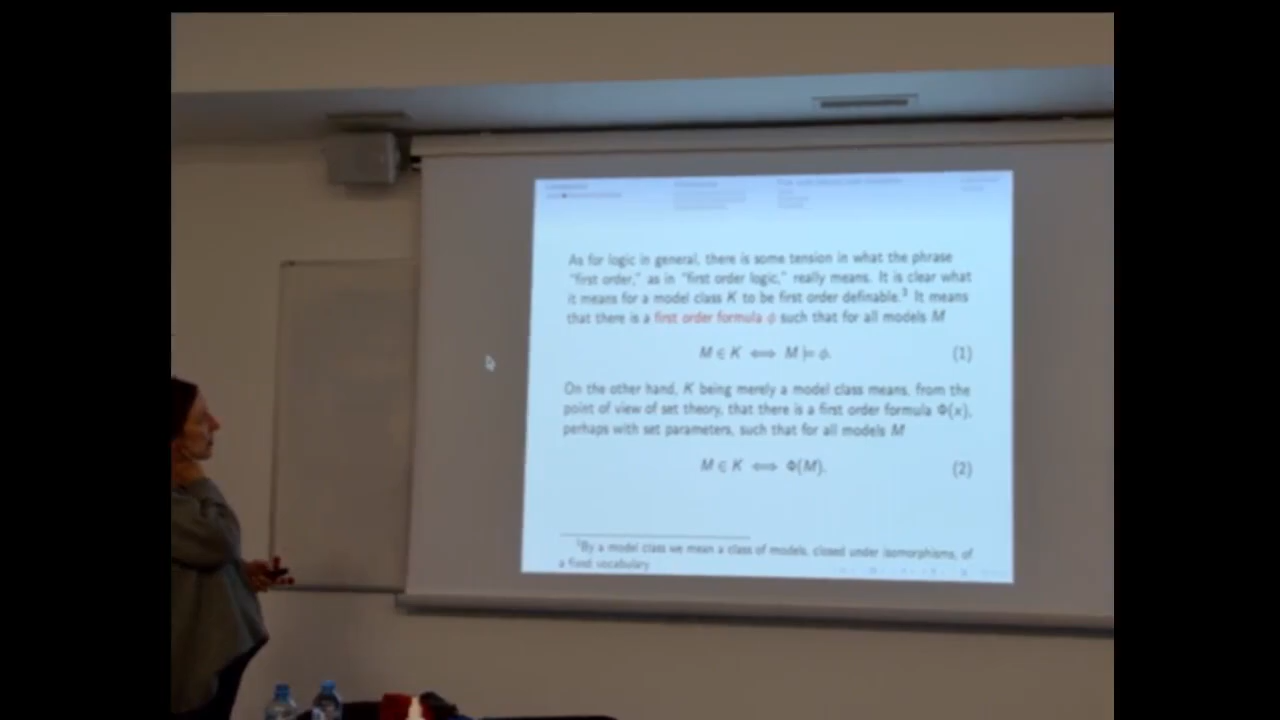 As for logic in general, there is some tension in what the phrase
"first order," as in "first order logic," really means. It is clear what
it means for a model class K to be first order definable.³ It means
that there is a first order formula ϕ such that for all models M
M ∈ K ⟺ M ⊨ ϕ. (1)
On the other hand, K being merely a model class means, from the
point of view of set theory, that there is a first order formula Φ(x),
perhaps with set parameters, such that for all models M
M ∈ K ⟺ Φ(M). (2)
³By a model class we mean a class of models, closed under isomorphisms, of
a fixed vocabulary